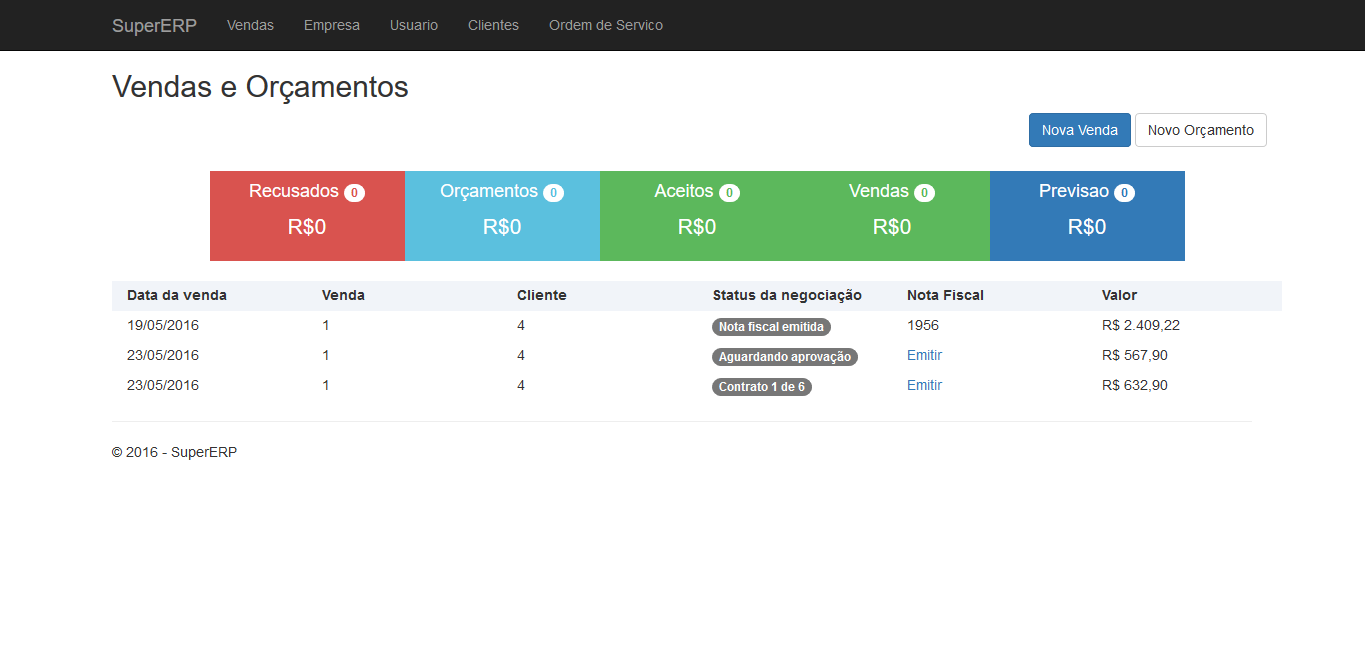 SuperERP Vendas Empresa Usuario Clientes Ordem de Servico
Vendas e Orçamentos
Nova Venda Novo Orçamento
Recusados 0 Orçamentos 0 Aceitos 0 Vendas 0 Previsao 0
R$0 R$0 R$0 R$0 R$0
Data da venda Venda Cliente Status da negociação Nota Fiscal Valor
19/05/2016 1 4 Nota fiscal emitida 1956 R$ 2.409,22
23/05/2016 1 4 Aguardando aprovação Emitir R$ 567,90
23/05/2016 1 4 Contrato 1 de 6 Emitir R$ 632,90
© 2016 - SuperERP